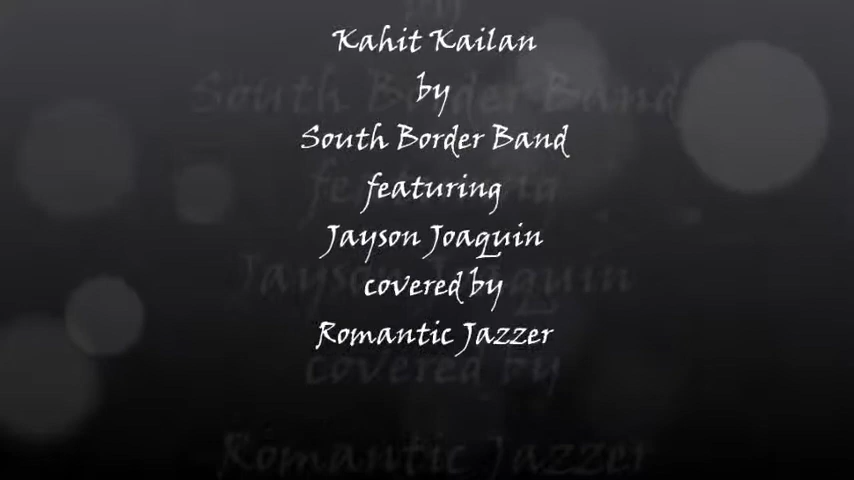 Kahit Kailan
by
South Border Band
featuring
Jayson Joaquin
covered by
Romantic Jazzer